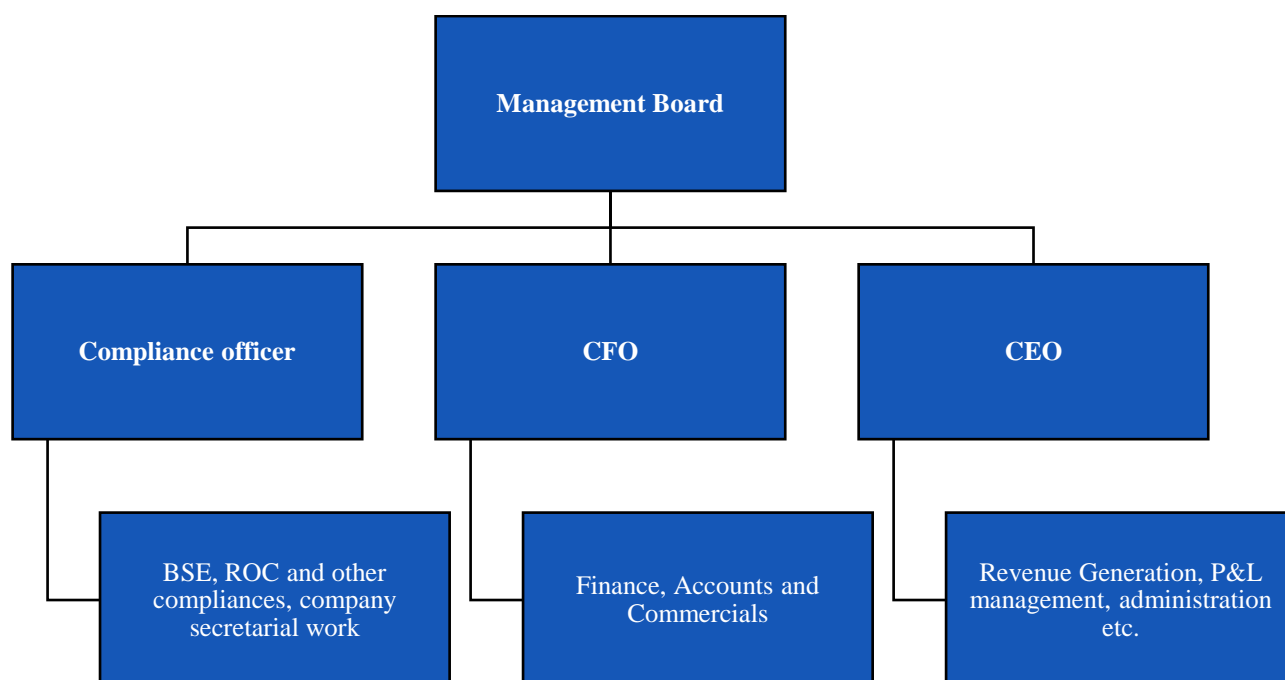 Management Board
Compliance officer
CFO
CEO
BSE, ROC and other
compliances, company
secretarial work
Finance, Accounts and
Commercials
Revenue Generation, P&L
management, administration
etc.